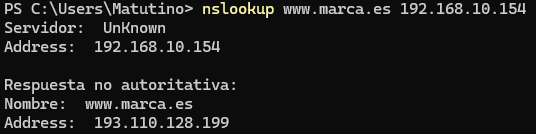 PS C:\Users\Matutino> nslookup www.marca.es 192.168.10.154
Servidor:  UnKnown
Address:  192.168.10.154

Respuesta no autoritativa:
Nombre:  www.marca.es
Address:  193.110.128.199